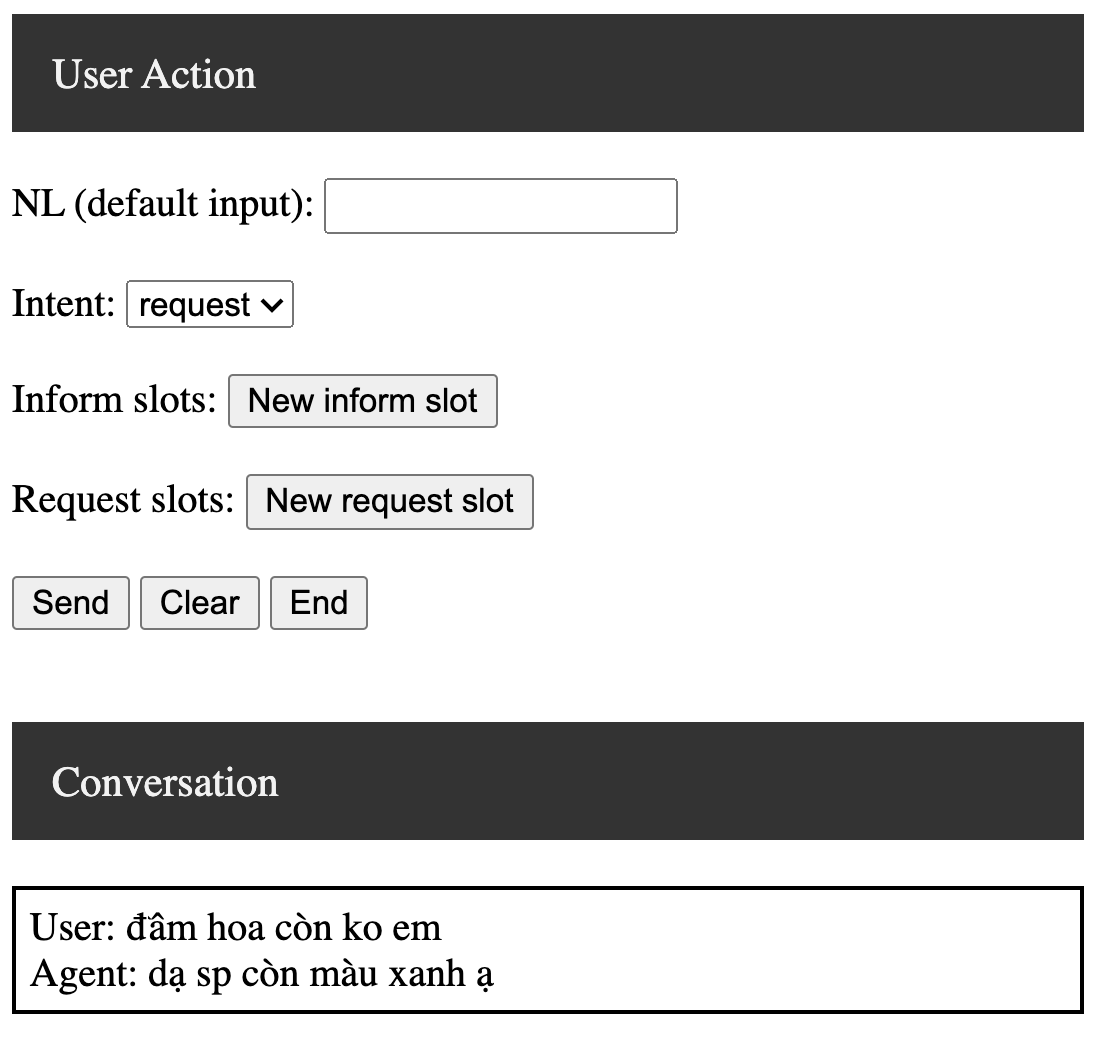 User Action
NL (default input):
Intent: request
Inform slots: New inform slot
Request slots: New request slot
Send Clear End
Conversation
User: đầm hoa còn ko em
Agent: dạ sp còn màu xanh ạ